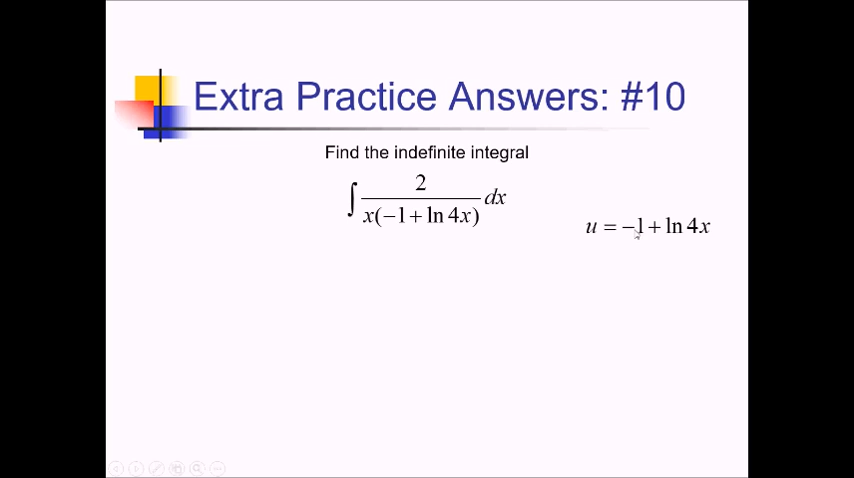 Extra Practice Answers: #10
Find the indefinite integral
∫ 2 / x(−1 + ln 4x) dx
u = −1 + ln 4x